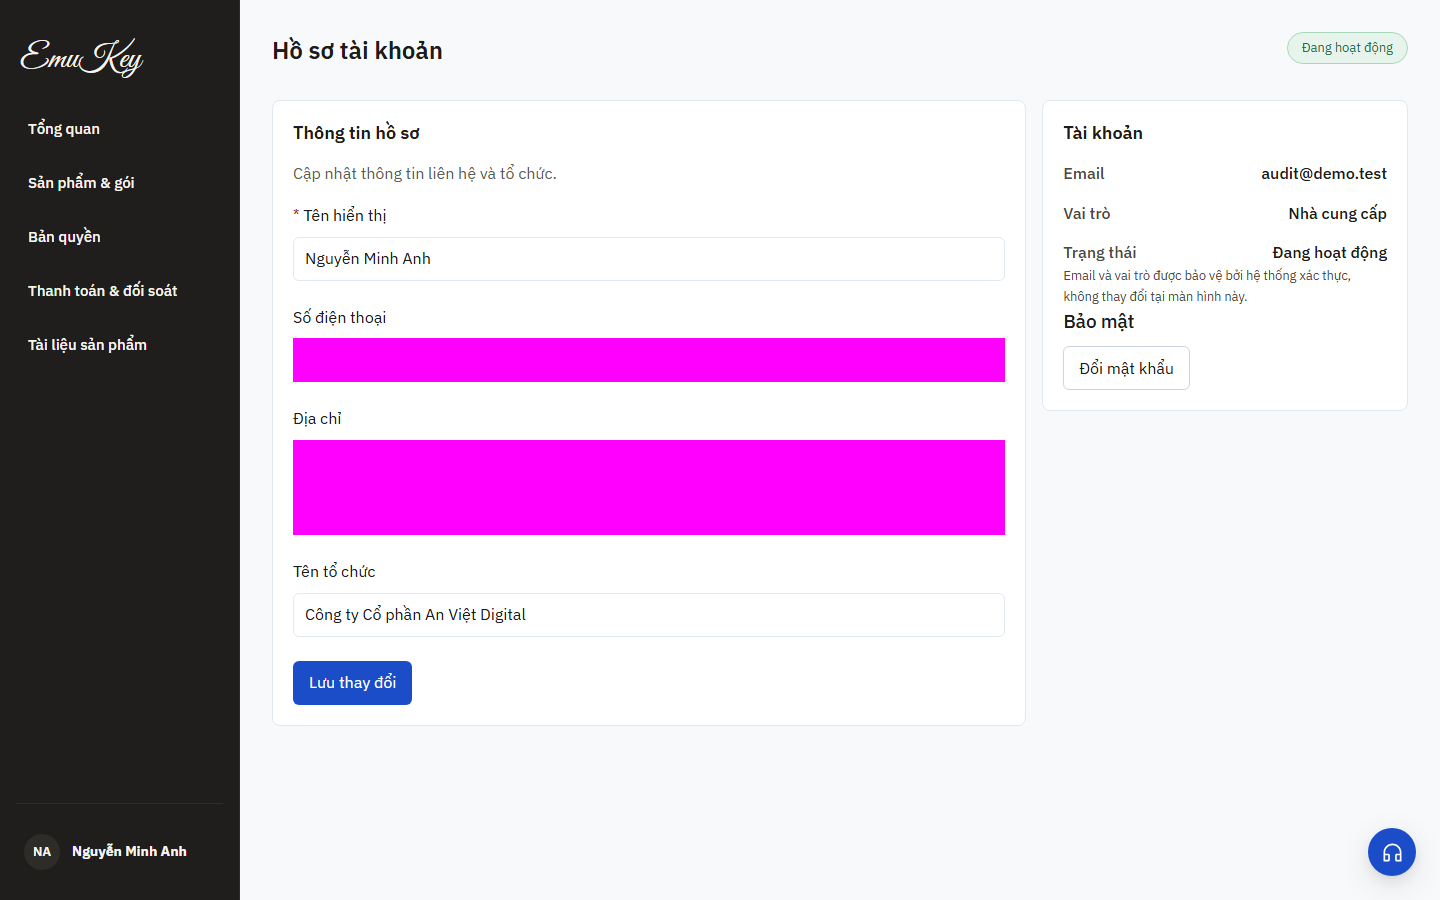 EmuKey
Tổng quan
Sản phẩm & gói
Bản quyền
Thanh toán & đối soát
Tài liệu sản phẩm
NA
Nguyễn Minh Anh
Hồ sơ tài khoản
Đang hoạt động
Thông tin hồ sơ
Cập nhật thông tin liên hệ và tổ chức.
* Tên hiển thị
Nguyễn Minh Anh
Số điện thoại
Địa chỉ
Tên tổ chức
Công ty Cổ phần An Việt Digital
Lưu thay đổi
Tài khoản
Email audit@demo.test
Vai trò Nhà cung cấp
Trạng thái Đang hoạt động
Email và vai trò được bảo vệ bởi hệ thống xác thực,
không thay đổi tại màn hình này.
Bảo mật
Đổi mật khẩu